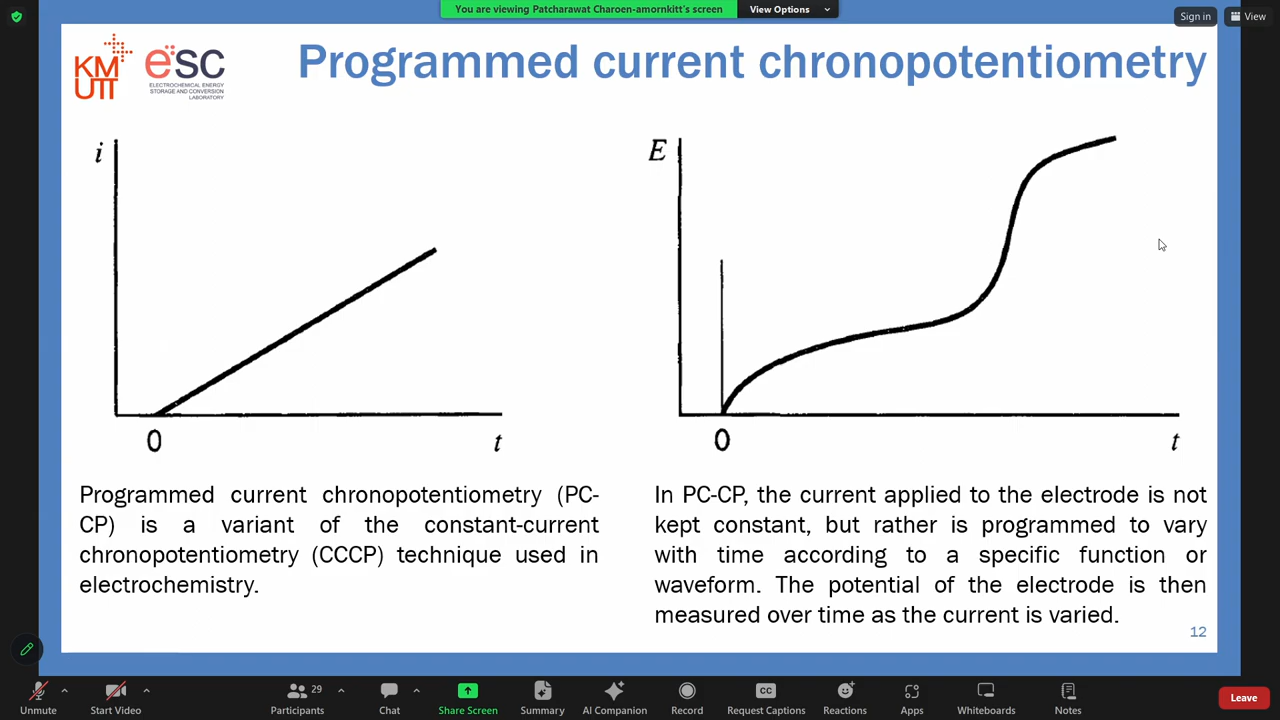 You are viewing Patcharawat Charoen-amornkitt's screen
View Options
Sign in
View
KM
UTT
esc
ELECTROCHEMICAL ENERGY
STORAGE AND CONVERSION
LABORATORY
Programmed current chronopotentiometry
i
0
t
E
0
t
Programmed current chronopotentiometry (PC-
CP) is a variant of the constant-current
chronopotentiometry (CCCP) technique used in
electrochemistry.
In PC-CP, the current applied to the electrode is not
kept constant, but rather is programmed to vary
with time according to a specific function or
waveform. The potential of the electrode is then
measured over time as the current is varied.
12
Unmute
Start Video
Participants
29
Chat
Share Screen
Summary
AI Companion
Record
CC
Request Captions
Reactions
Apps
Whiteboards
Notes
Leave